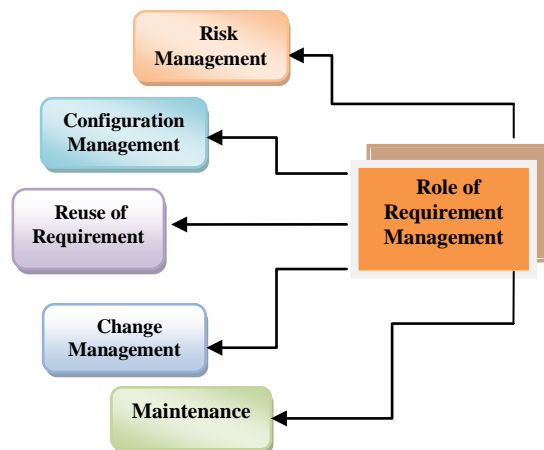 Risk
Management
Configuration
Management
Role of
Requirement
Management
Reuse of
Requirement
Change
Management
Maintenance